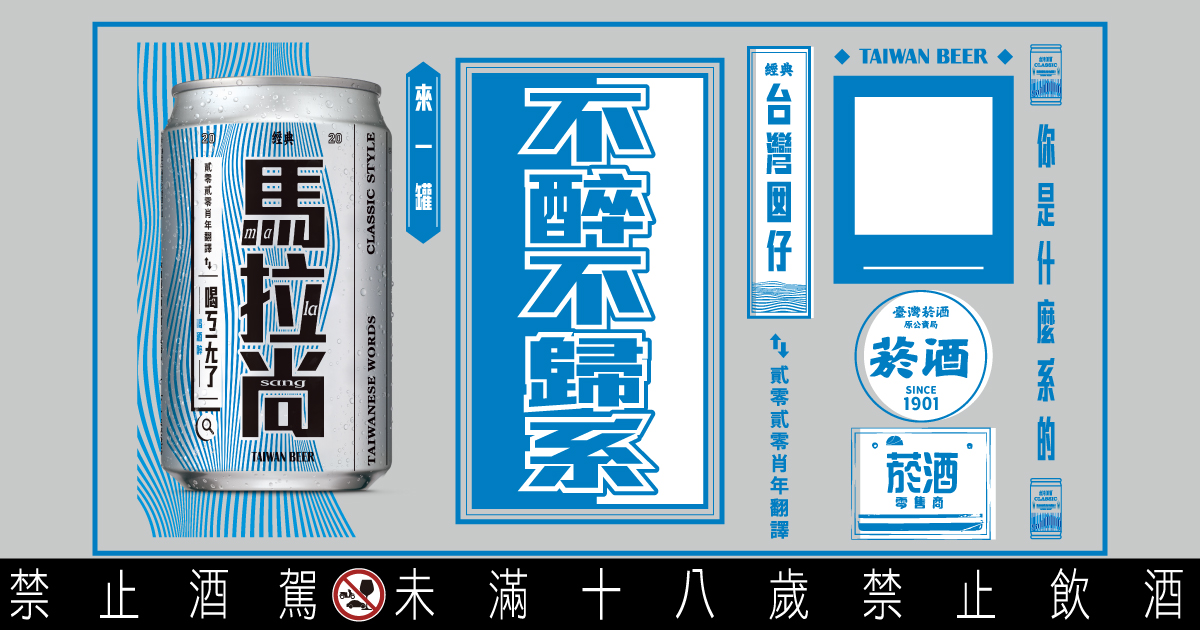 20
經典
20
貳零貳零肖年翻譯
喝ㄎㄧㄤ了
馬拉尚
ma
la
sang
TAIWAN BEER
CLASSIC STYLE
TAIWANESE WORDS
來一罐
不醉不歸系
經典
台灣囡仔
貳零貳零肖年翻譯
TAIWAN BEER
臺灣菸酒
原公賣局
菸酒
SINCE
1901
菸酒
零售商
CLASSIC
你是什麼系的
CLASSIC
禁止酒駕 未滿十八歲禁止飲酒